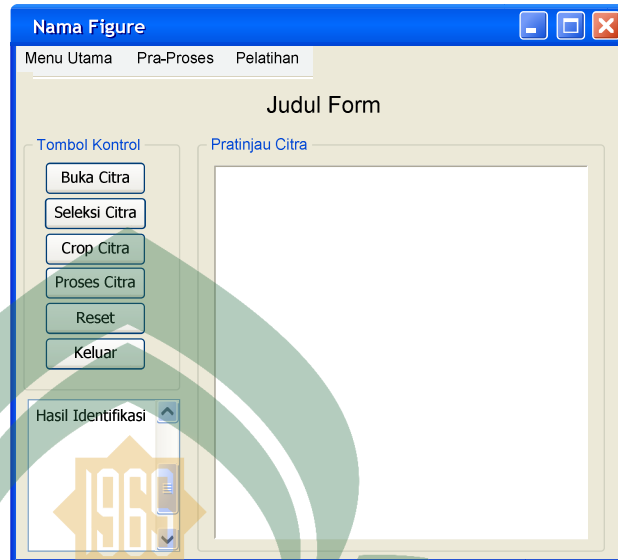 Nama Figure
Menu Utama Pra-Proses Pelatihan
Judul Form
Tombol Kontrol
Buka Citra
Seleksi Citra
Crop Citra
Proses Citra
Reset
Keluar
Pratinjau Citra
Hasil Identifikasi
1969